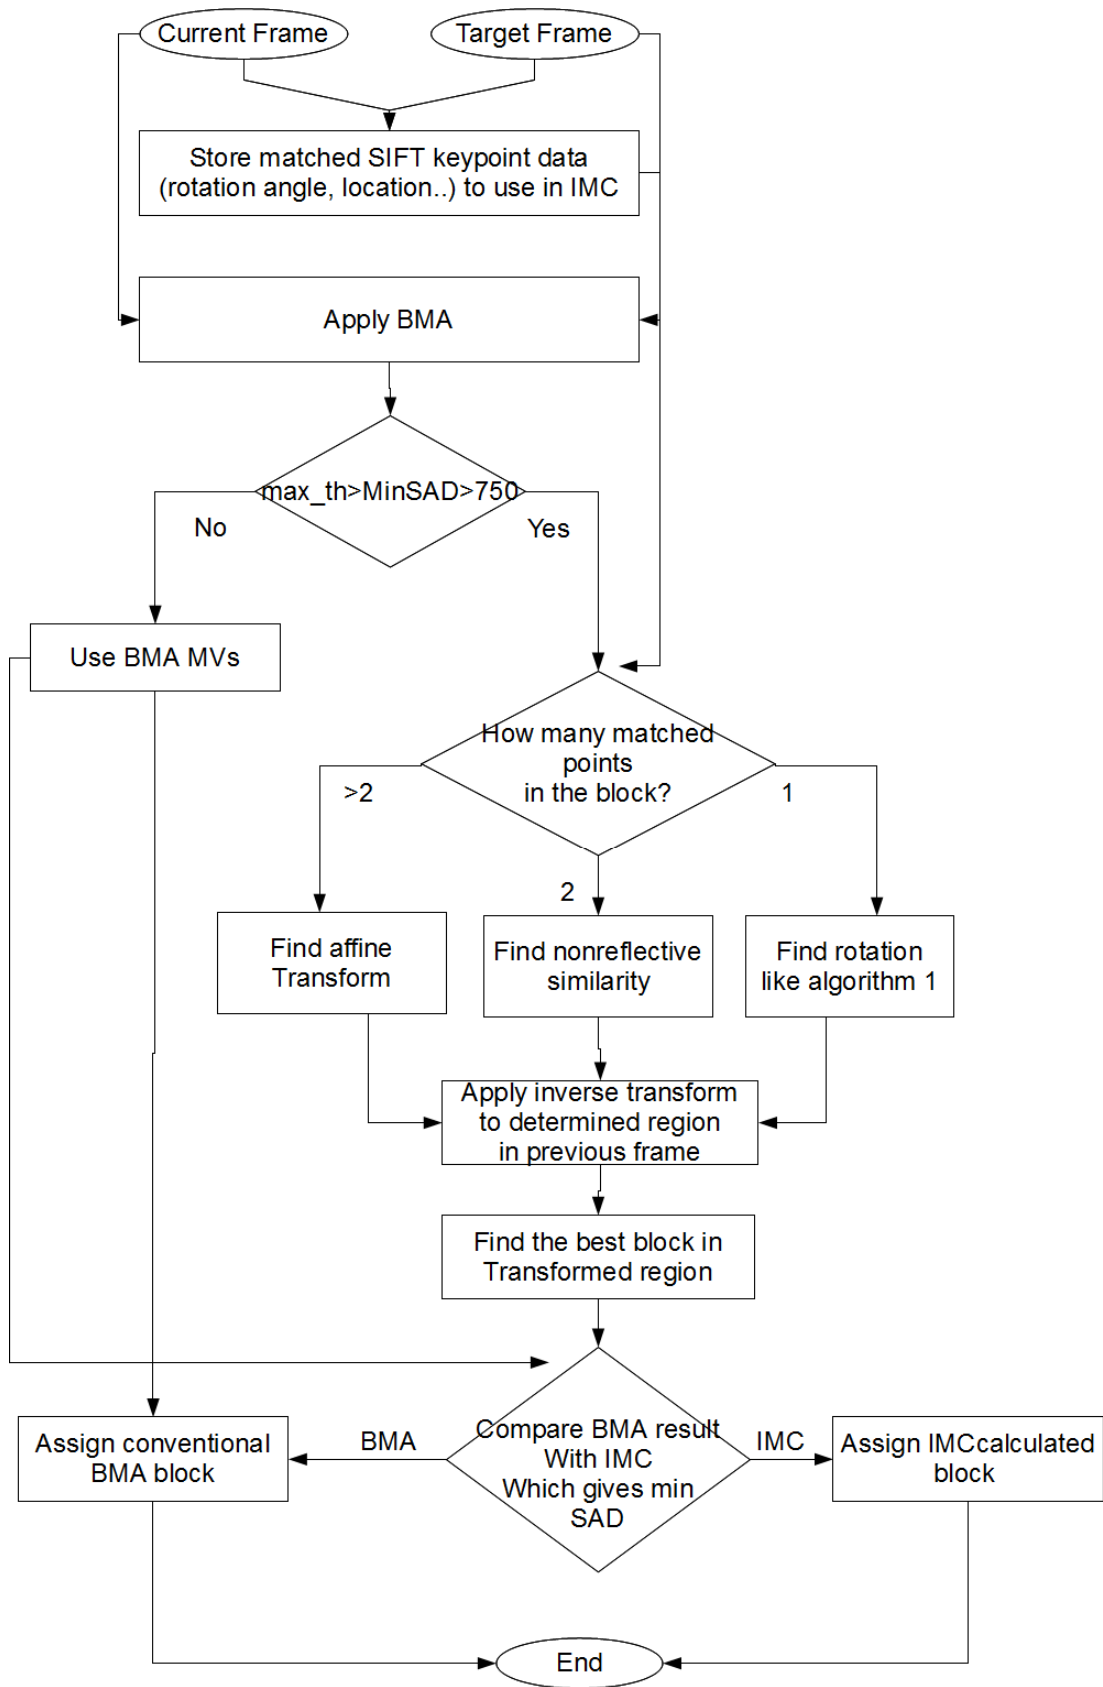 Current Frame
Target Frame
Store matched SIFT keypoint data
(rotation angle, location..) to use in IMC
Apply BMA
max_th>MinSAD>750
No
Yes
Use BMA MVs
How many matched
points
in the block?
>2
1
2
Find affine
Transform
Find nonreflective
similarity
Find rotation
like algorithm 1
Apply inverse transform
to determined region
in previous frame
Find the best block in
Transformed region
Assign conventional
BMA block
BMA
Compare BMA result
With IMC
Which gives min
SAD
IMC
Assign IMCcalculated
block
End